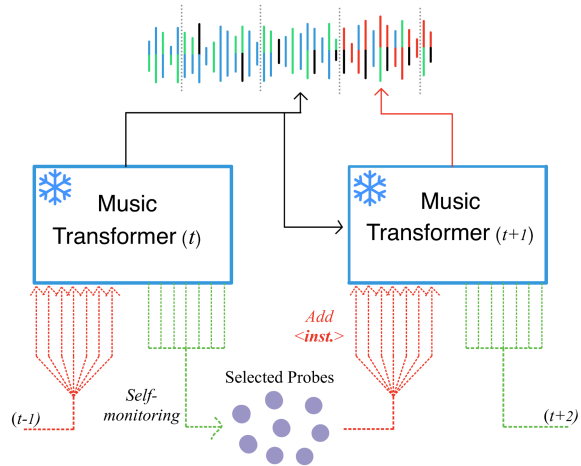 Music
Transformer (t)
Music
Transformer (t+1)
Add
<inst.>
Selected Probes
Self-
monitoring
(t-1)
(t+2)